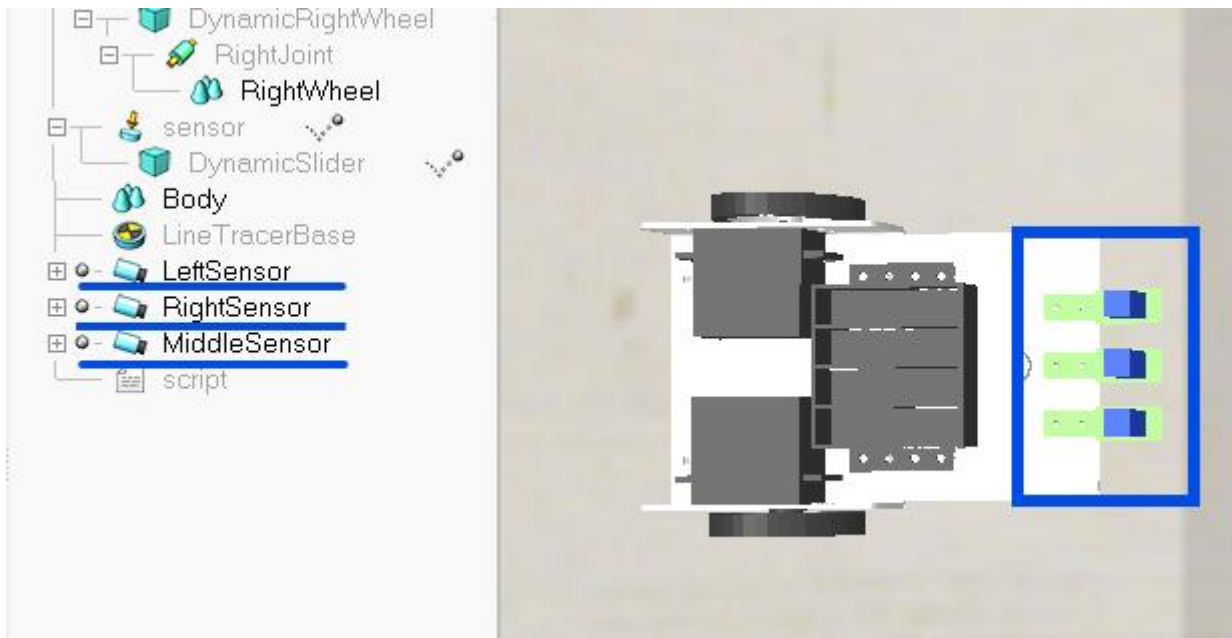 DynamicRightWheel
RightJoint
RightWheel
sensor
DynamicSlider
Body
LineTracerBase
LeftSensor
RightSensor
MiddleSensor
script